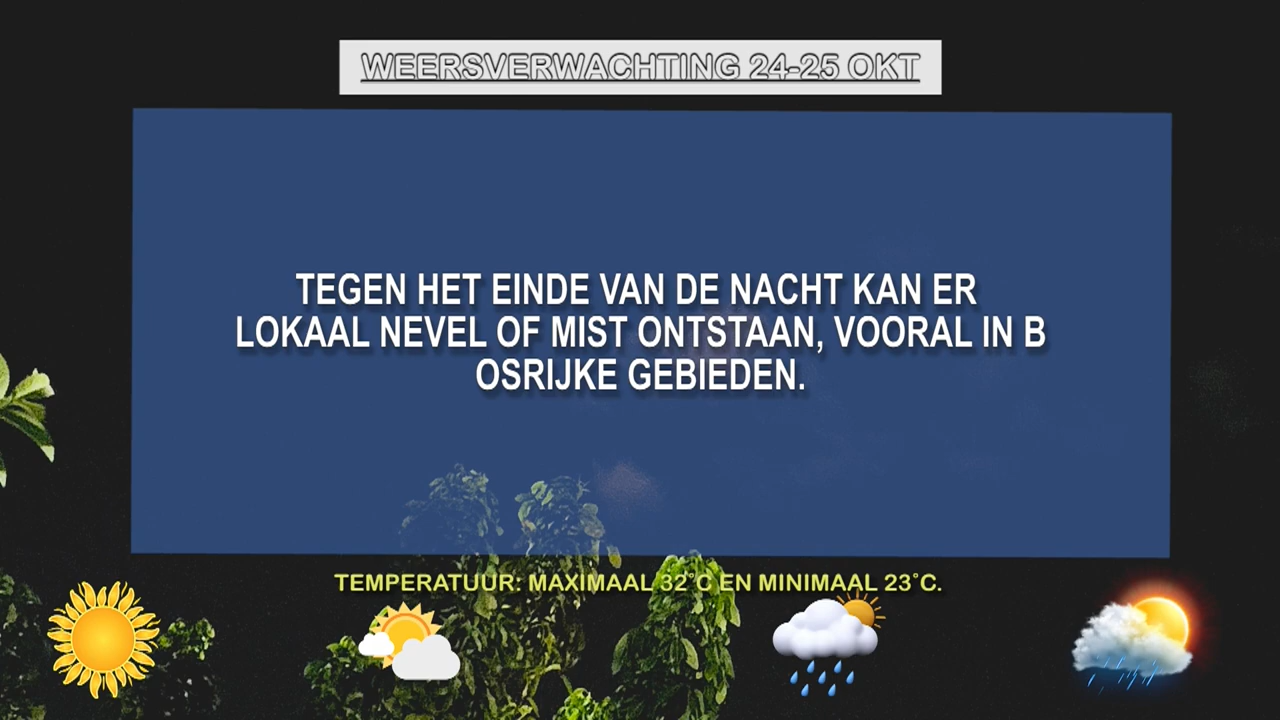 WEERSVERWACHTING 24-25 OKT
TEGEN HET EINDE VAN DE NACHT KAN ER
LOKAAL NEVEL OF MIST ONTSTAAN, VOORAL IN B
OSRIJKE GEBIEDEN.
TEMPERATUUR: MAXIMAAL 32°C EN MINIMAAL 23°C.